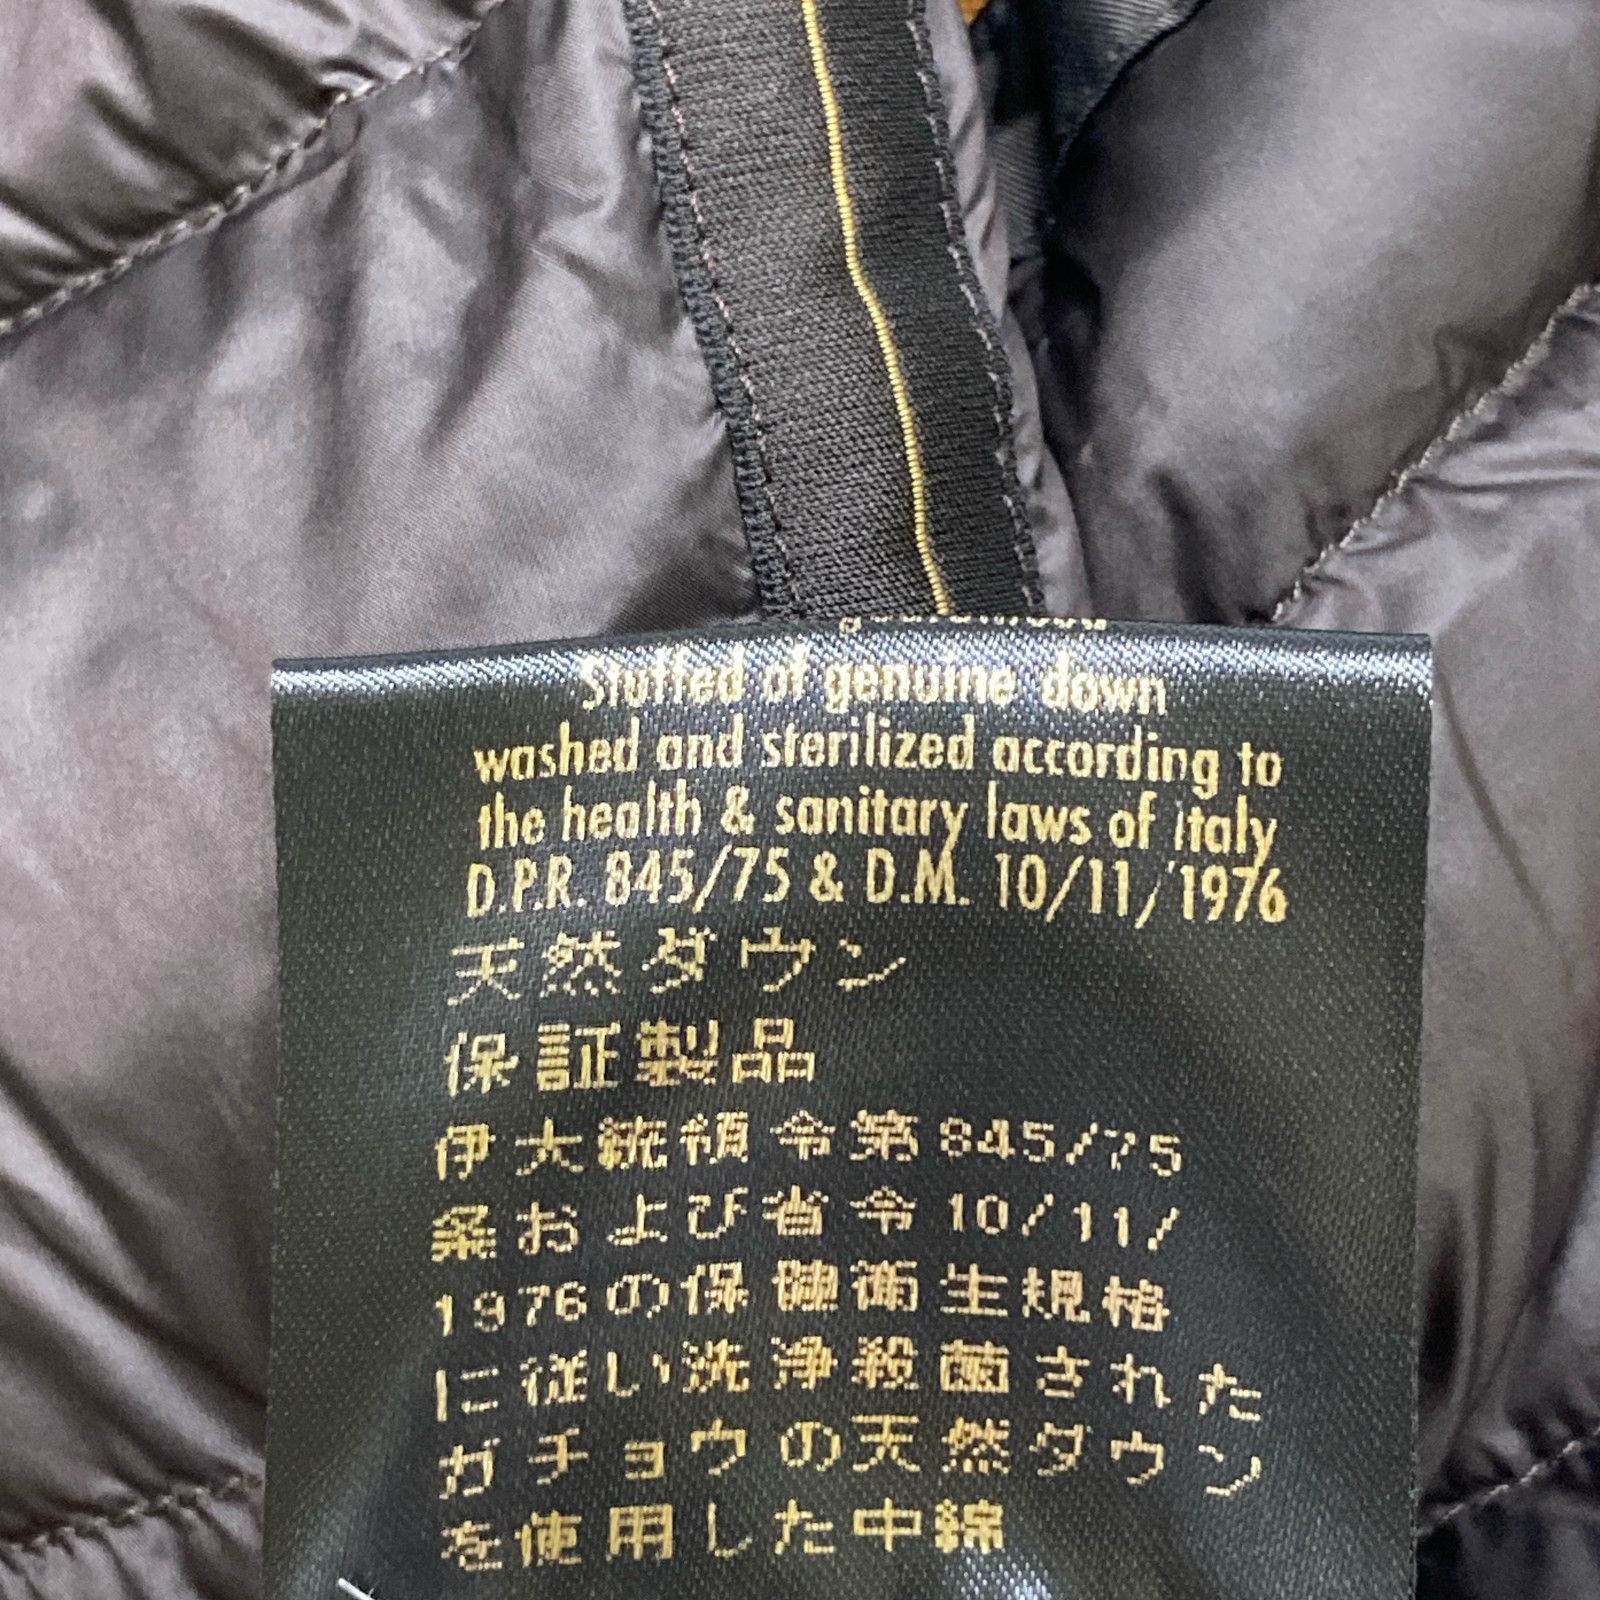 guaranteed
Stuffed of genuine down
washed and sterilized according to
the health & sanitary laws of Italy
D.P.R. 845/75 & D.M. 10/11/1976
天然ダウン
保証製品
伊大統領令第845/75
条および省令10/11/
1976の保健衛生規格
に従い洗浄殺菌された
ガチョウの天然ダウン
を使用した中綿